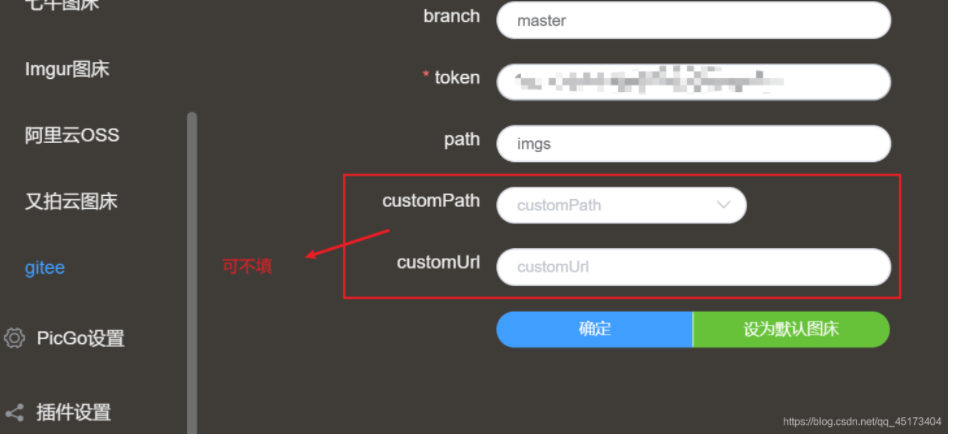 七牛图床
branch
master
Imgur图床
* token
阿里云OSS
path
imgs
又拍云图床
customPath
customPath
gitee
可不填
customUrl
customUrl
PicGo设置
确定
设为默认图床
插件设置
https://blog.csdn.net/qq_45173404